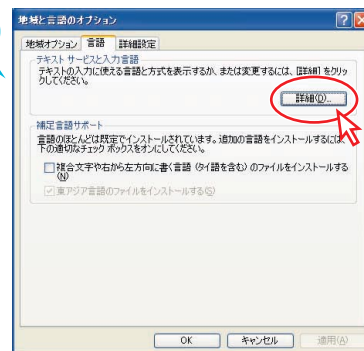 地域と言語のオプション
地域オプション 言語 詳細設定
テキスト サービスと入力言語
テキストの入力に使える言語と方式を表示するか、または変更するには、[詳細] をクリッ
クしてください。
詳細(D)...
補足言語サポート
言語のほとんどは既定でインストールされています。追加の言語をインストールするには、
下の適切なチェック ボックスをオンにしてください。
複合文字や右から左方向に書く言語 (タイ語を含む) のファイルをインストールする
(N)
東アジア言語のファイルをインストールする(S)
OK キャンセル 適用(A)